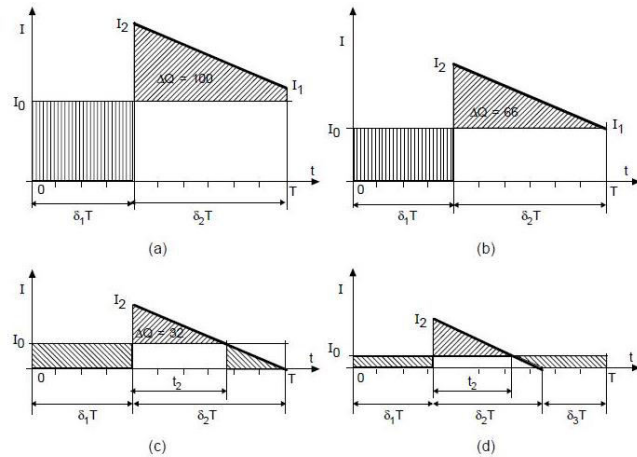 I
I₂
ΔQ = 100
I₁
I₀
0
t
T
δ₁T
δ₂T
(a)
I
I₂
ΔQ = 66
I₁
I₀
0
t
T
δ₁T
δ₂T
(b)
I
I₂
ΔQ = 32
I₀
0
t
T
t₂
δ₁T
δ₂T
(c)
I
I₂
I₀
0
t
T
t₂
δ₁T
δ₂T
δ₃T
(d)